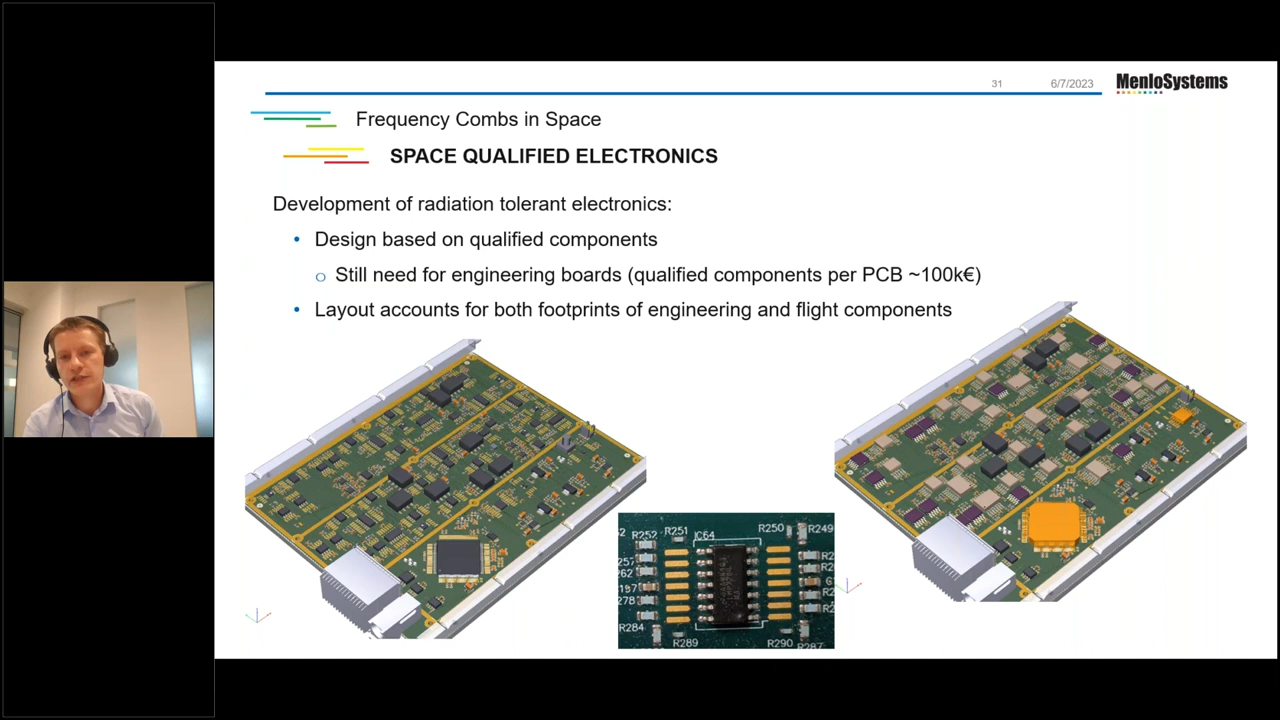 31
6/7/2023
MenloSystems
Frequency Combs in Space
SPACE QUALIFIED ELECTRONICS
Development of radiation tolerant electronics:
• Design based on qualified components
o Still need for engineering boards (qualified components per PCB ~100k€)
• Layout accounts for both footprints of engineering and flight components
R252
R251
IC64
R250
R249
R284
R289
R290
R287